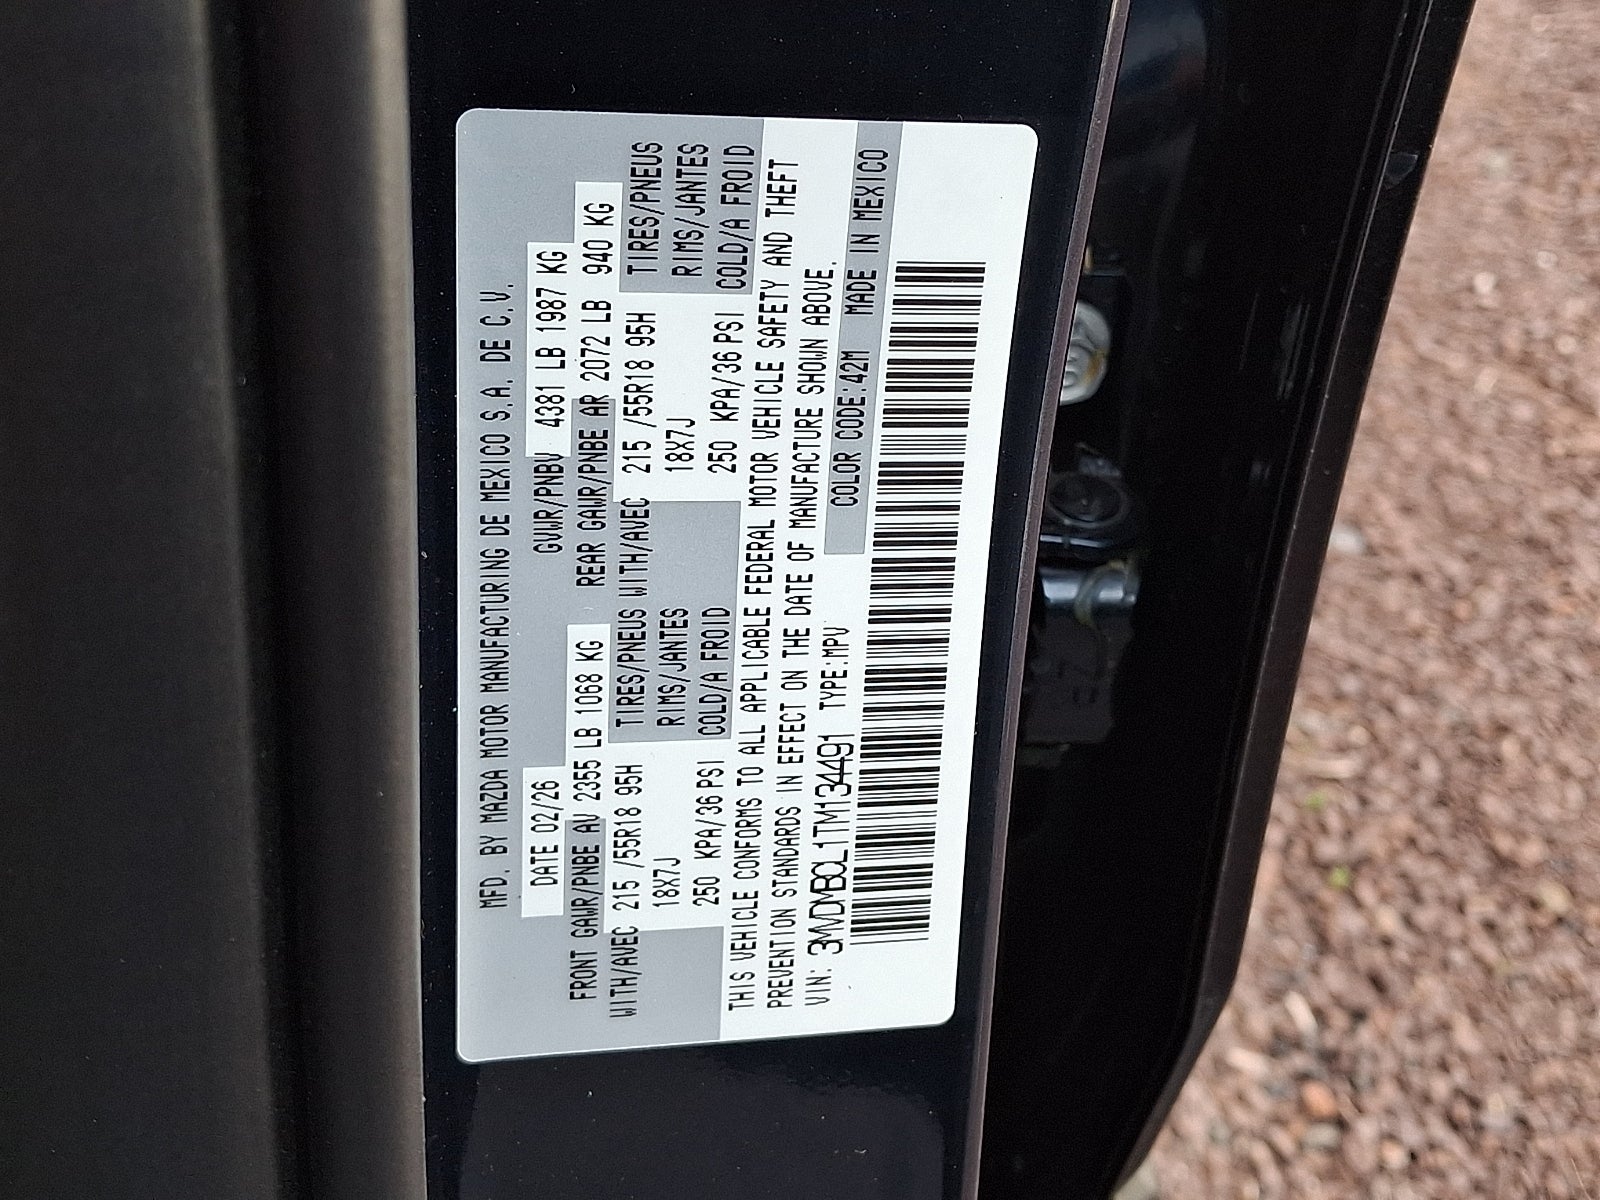 MFD. BY MAZDA MOTOR MANUFACTURING DE MEXICO S.A. DE C.V.
DATE 02/26 GVWR/PNBV 4381 LB 1987 KG
FRONT GAWR/PNBE AV 2355 LB 1068 KG REAR GAWR/PNBE AR 2072 LB 940 KG
WITH/AVEC 215 /55R18 95H TIRES/PNEUS WITH/AVEC 215 /55R18 95H TIRES/PNEUS
18X7J RIMS/JANTES 18X7J RIMS/JANTES
250 KPA/36 PSI COLD/A FROID 250 KPA/36 PSI COLD/A FROID
THIS VEHICLE CONFORMS TO ALL APPLICABLE FEDERAL MOTOR VEHICLE SAFETY AND THEFT
PREVENTION STANDARDS IN EFFECT ON THE DATE OF MANUFACTURE SHOWN ABOVE.
VIN: 3MVDMBCL1TM134491 TYPE:MPV COLOR CODE:42M MADE IN MEXICO